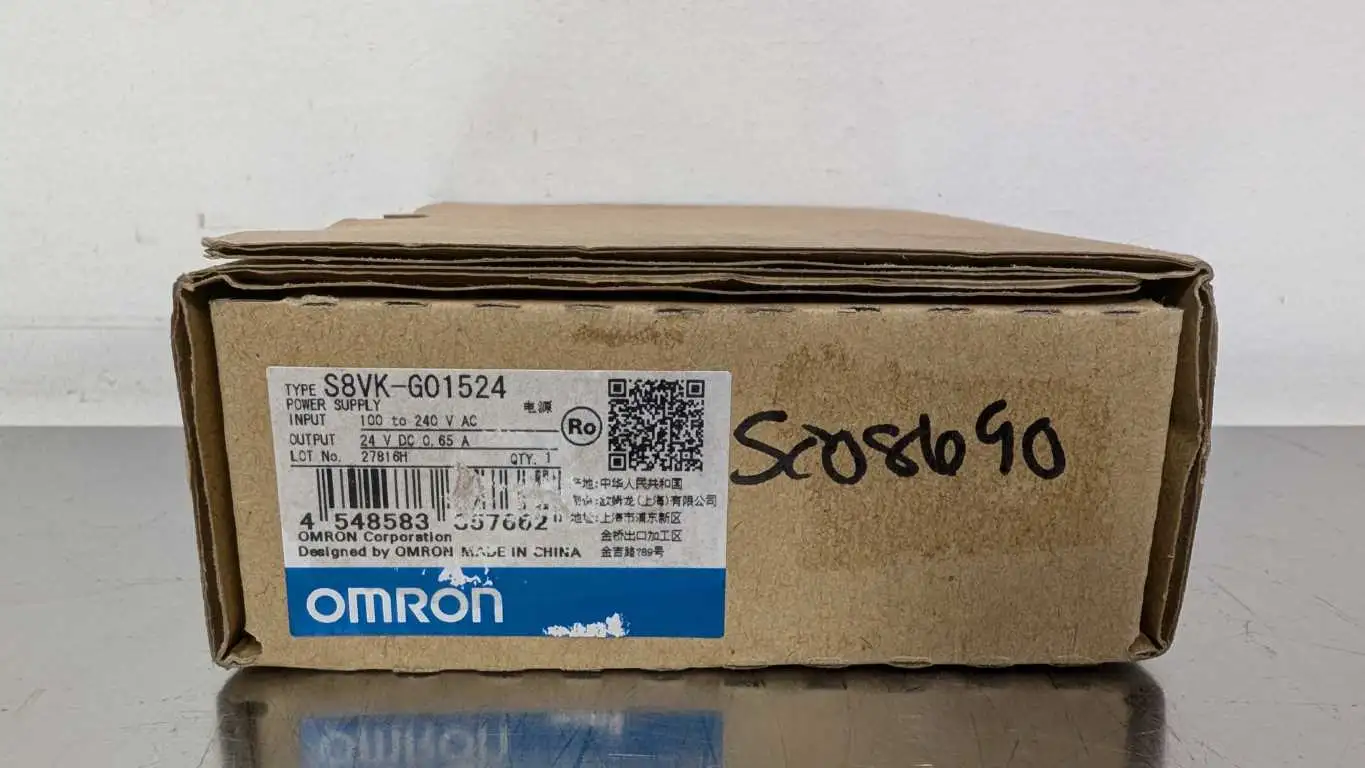 TYPE S8VK-G01524
POWER SUPPLY 电源
INPUT 100 to 240 V AC
OUTPUT 24 V DC 0.65 A
Ro
LOT No. 27816H QTY. 1
4 548583
OMRON Corporation
Designed by OMRON MADE IN CHINA
产地:中华人民共和国
欧姆龙(上海)有限公司
地址:上海市浦东新区
金桥出口加工区
金吉路789号
OMRON
SC08690